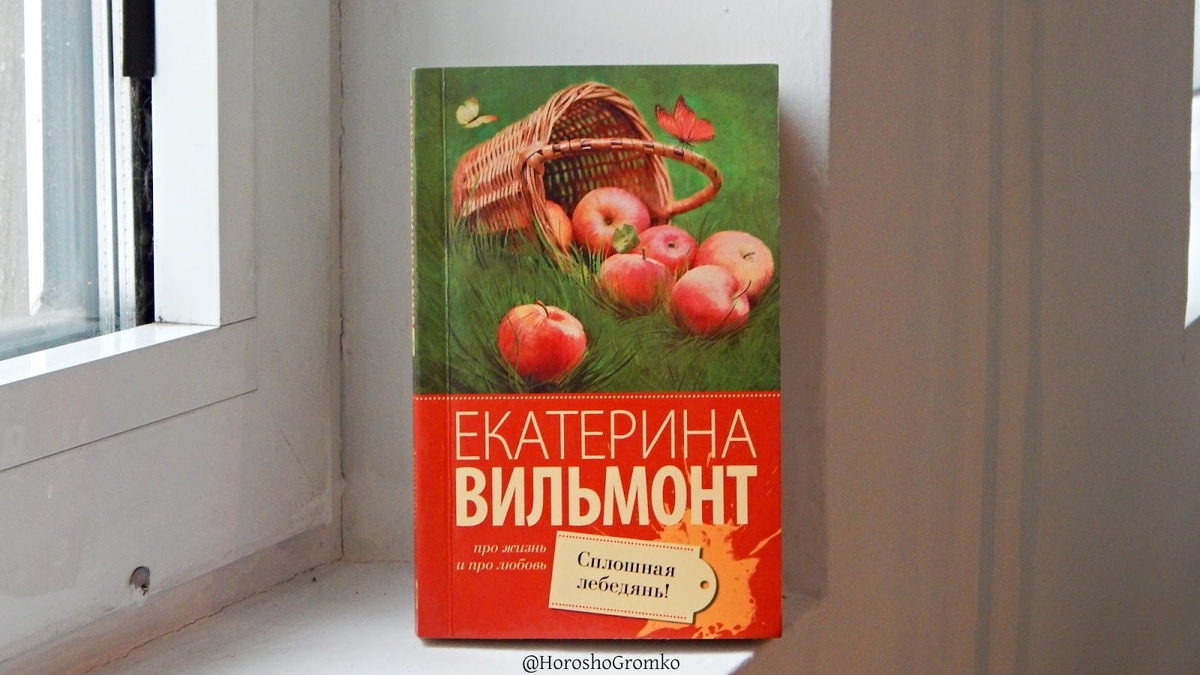 ЕКАТЕРИНА
ВИЛЬМОНТ
про жизнь
и про любовь
Сплошная
лебедянь!
@HoroshoGromko